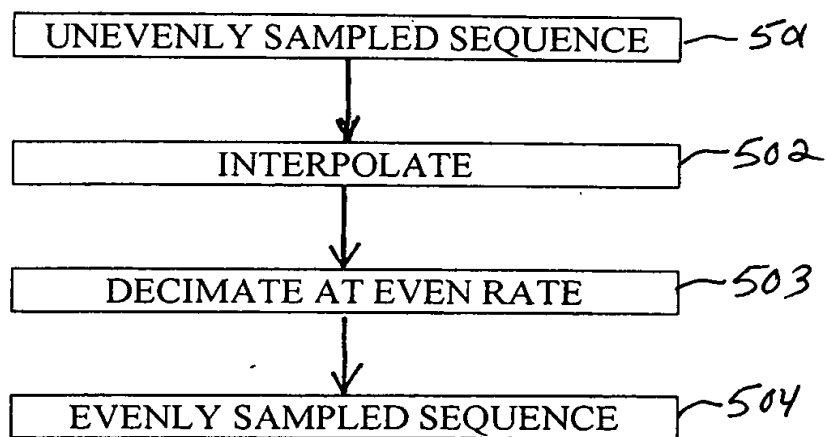 UNEVENLY SAMPLED SEQUENCE 501
INTERPOLATE 502
DECIMATE AT EVEN RATE 503
EVENLY SAMPLED SEQUENCE 504